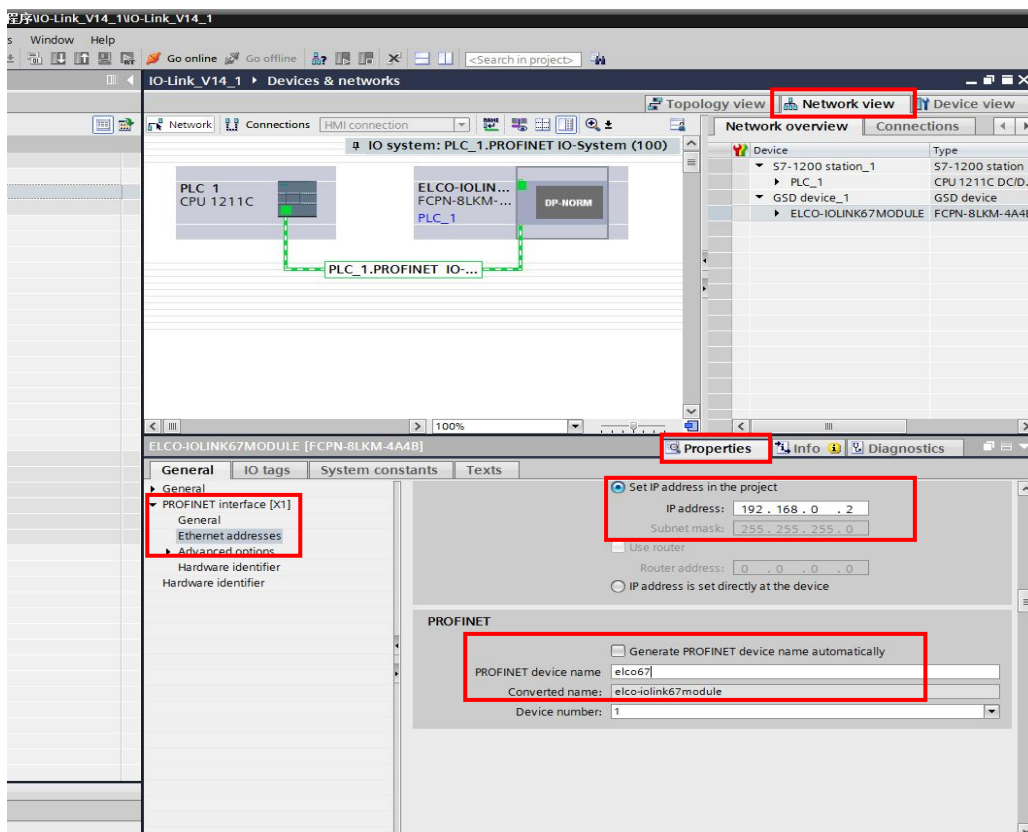 程序\IO-Link_V14_1\IO-Link_V14_1
s Window Help
Go online Go offline <Search in project>
IO-Link_V14_1 Devices & networks
Topology view Network view Device view
Network Connections HMI connection
Network overview Connections
IO system: PLC_1.PROFINET IO-System (100)
Device Type
S7-1200 station_1 S7-1200 station
PLC_1 CPU 1211C DC/D...
GSD device_1 GSD device
ELCO-IOLINK67MODULE FCPN-8LKM-4A4B
PLC 1
CPU 1211C
ELCO-IOLIN...
FCPN-8LKM-...
PLC_1
DP-NORM
PLC_1.PROFINET IO-...
100%
ELCO-IOLINK67MODULE [FCPN-8LKM-4A4B]
Properties Info Diagnostics
General IO tags System constants Texts
General
PROFINET interface [X1]
General
Ethernet addresses
Advanced options
Hardware identifier
Hardware identifier
Set IP address in the project
IP address: 192 . 168 . 0 . 2
Subnet mask: 255 . 255 . 255 . 0
Use router
Router address: 0 . 0 . 0 . 0
IP address is set directly at the device
PROFINET
Generate PROFINET device name automatically
PROFINET device name elco67
Converted name: elco-iolink67module
Device number: 1